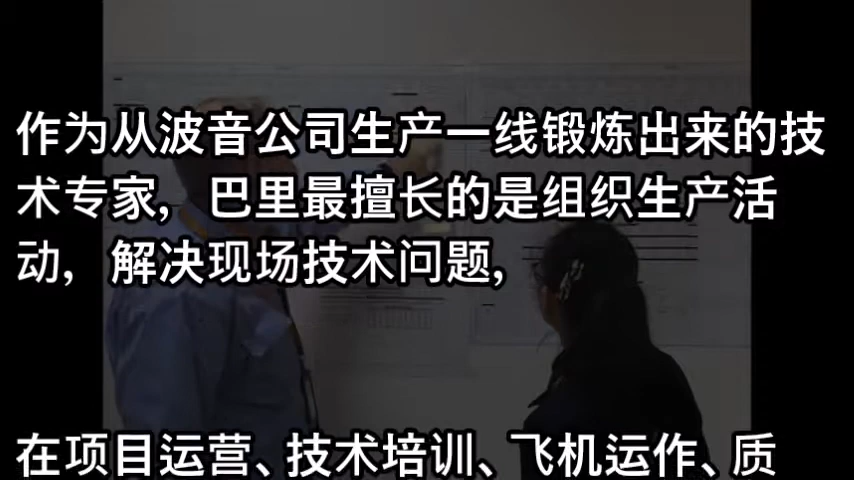 作为从波音公司生产一线锻炼出来的技
术专家，巴里最擅长的是组织生产活
动，解决现场技术问题，
在项目运营、技术培训、飞机运作、质